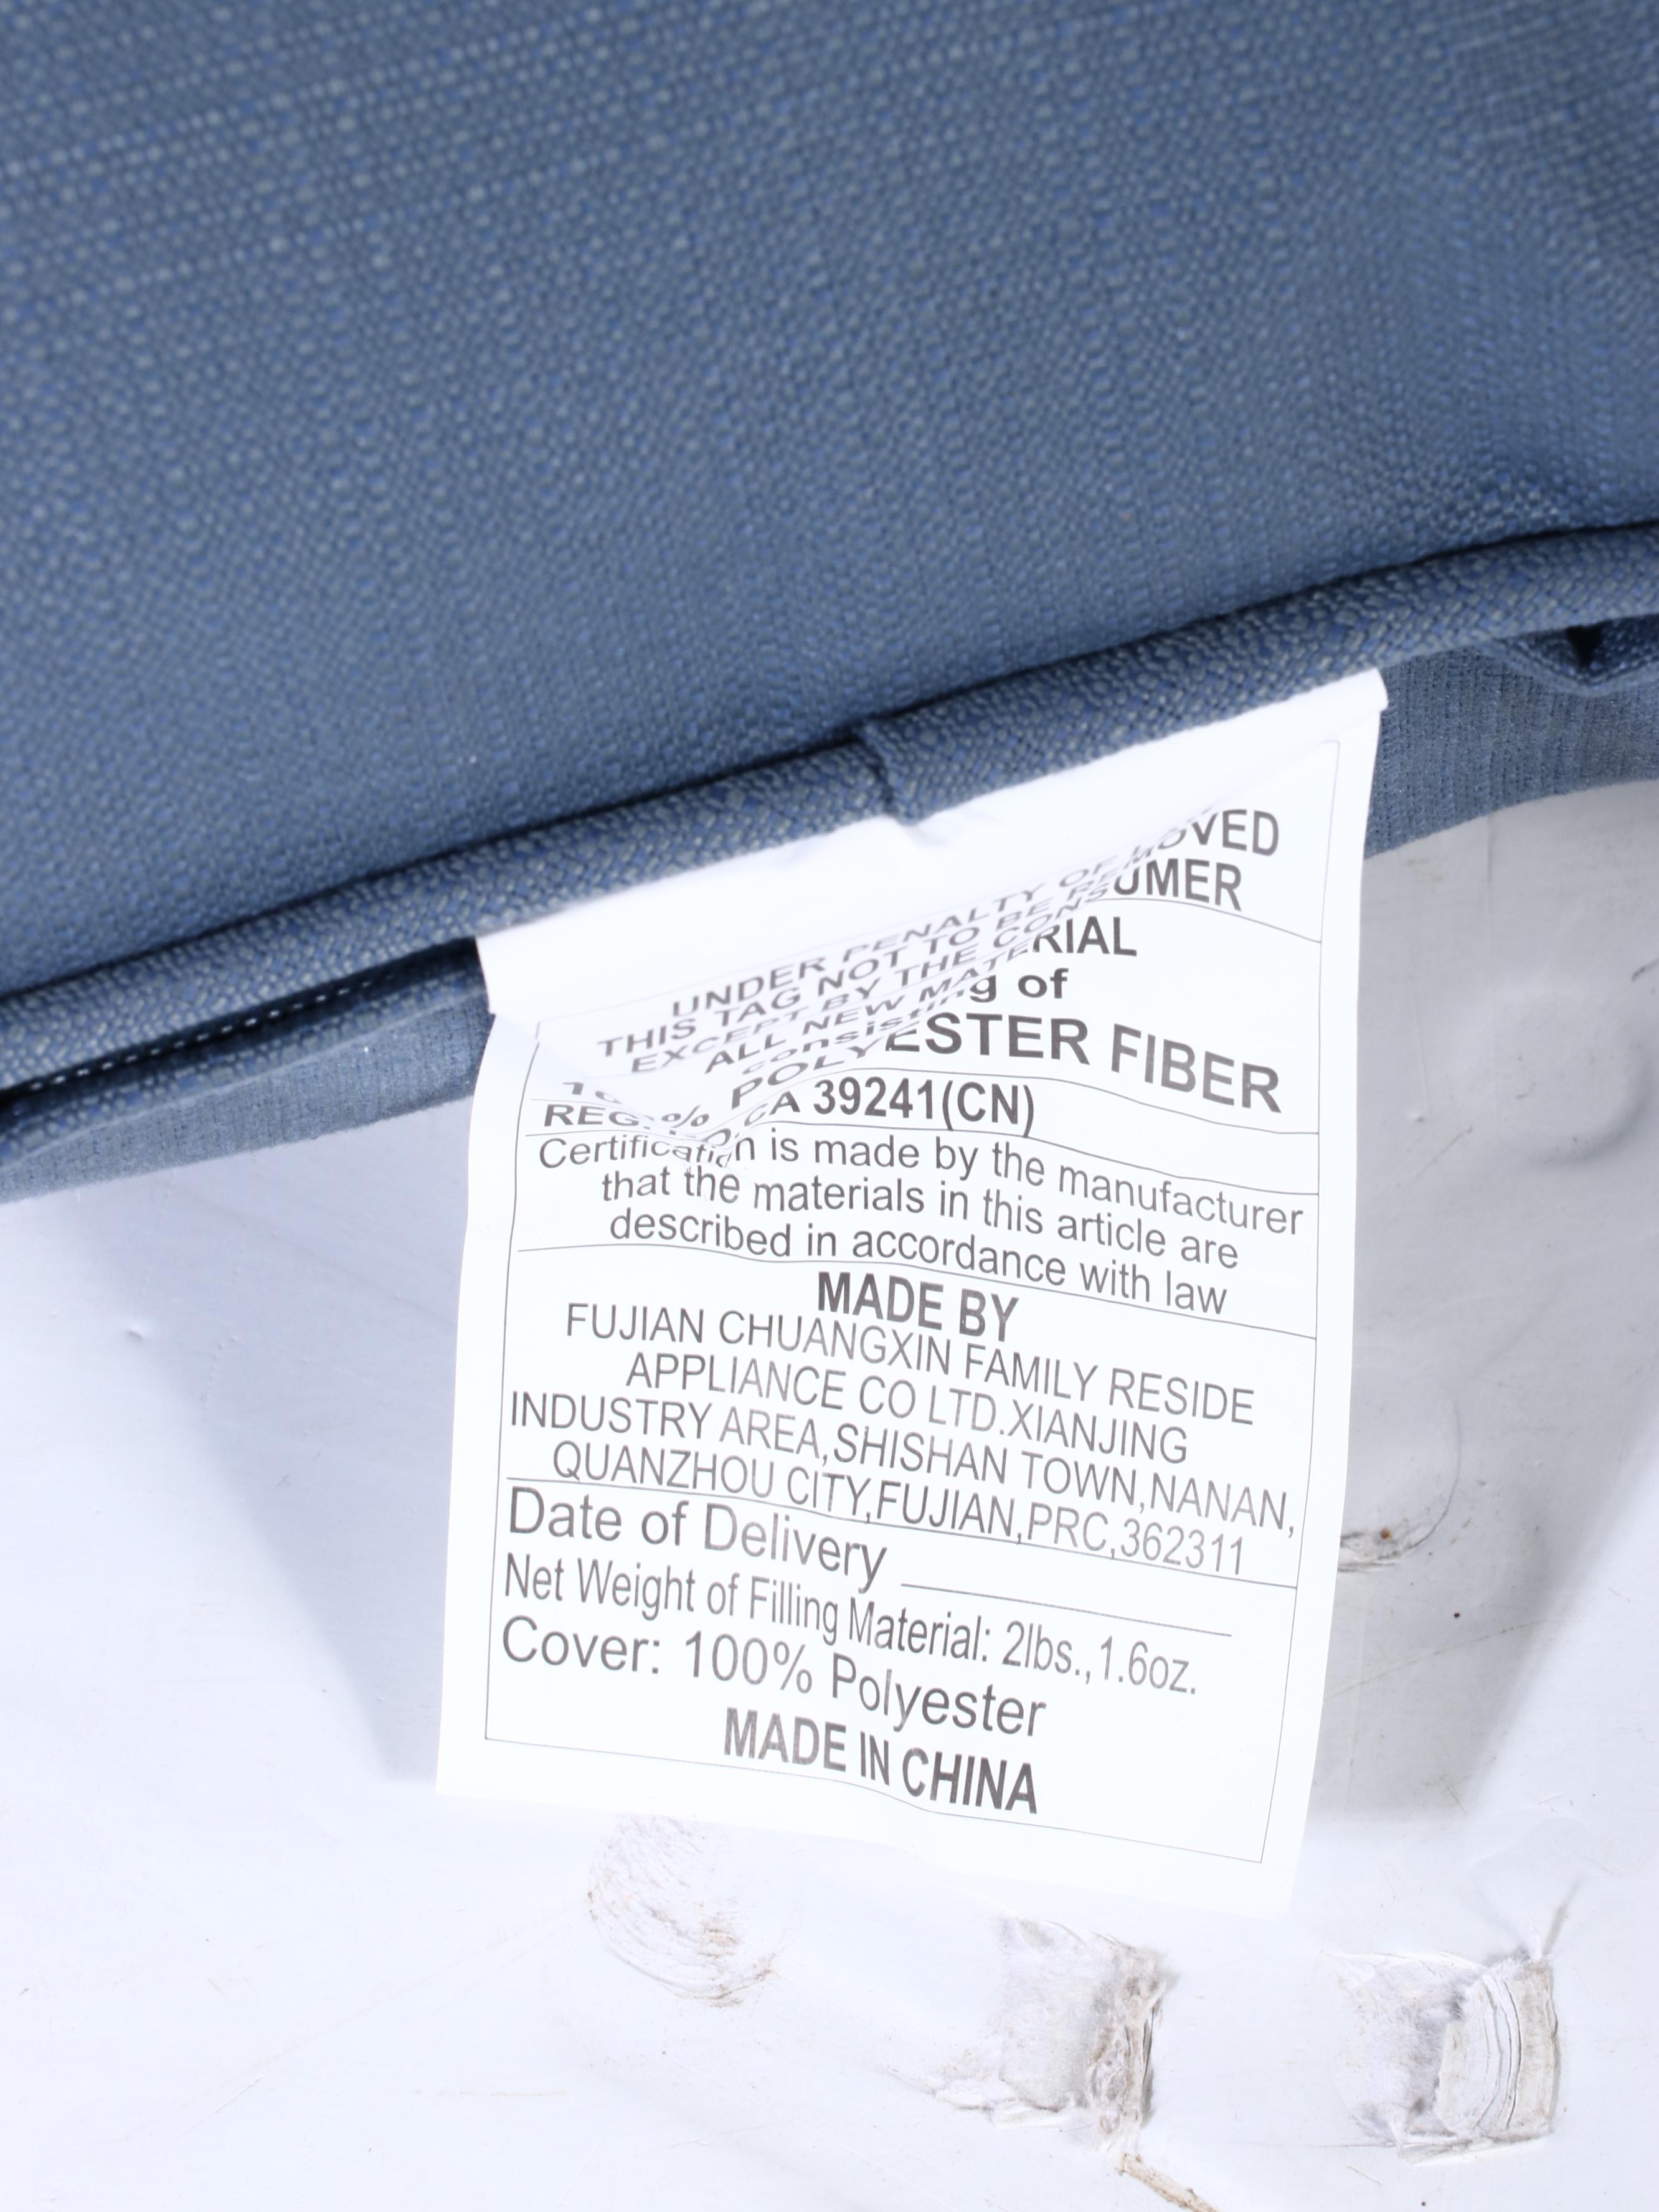 UNDER PENALTY OF
THIS TAG NOT TO BE REMOVED
EXCEPT BY THE CONSUMER
ALL NEW MATERIAL
consisting of
POLYESTER FIBER
CA 39241(CN)
Certification is made by the manufacturer
that the materials in this article are
described in accordance with law
MADE BY
FUJIAN CHUANGXIN FAMILY RESIDE
APPLIANCE CO LTD.XIANJING
INDUSTRY AREA,SHISHAN TOWN,NANAN,
QUANZHOU CITY,FUJIAN,PRC,362311
Date of Delivery
Net Weight of Filling Material: 2lbs.,1.6oz.
Cover: 100% Polyester
MADE IN CHINA